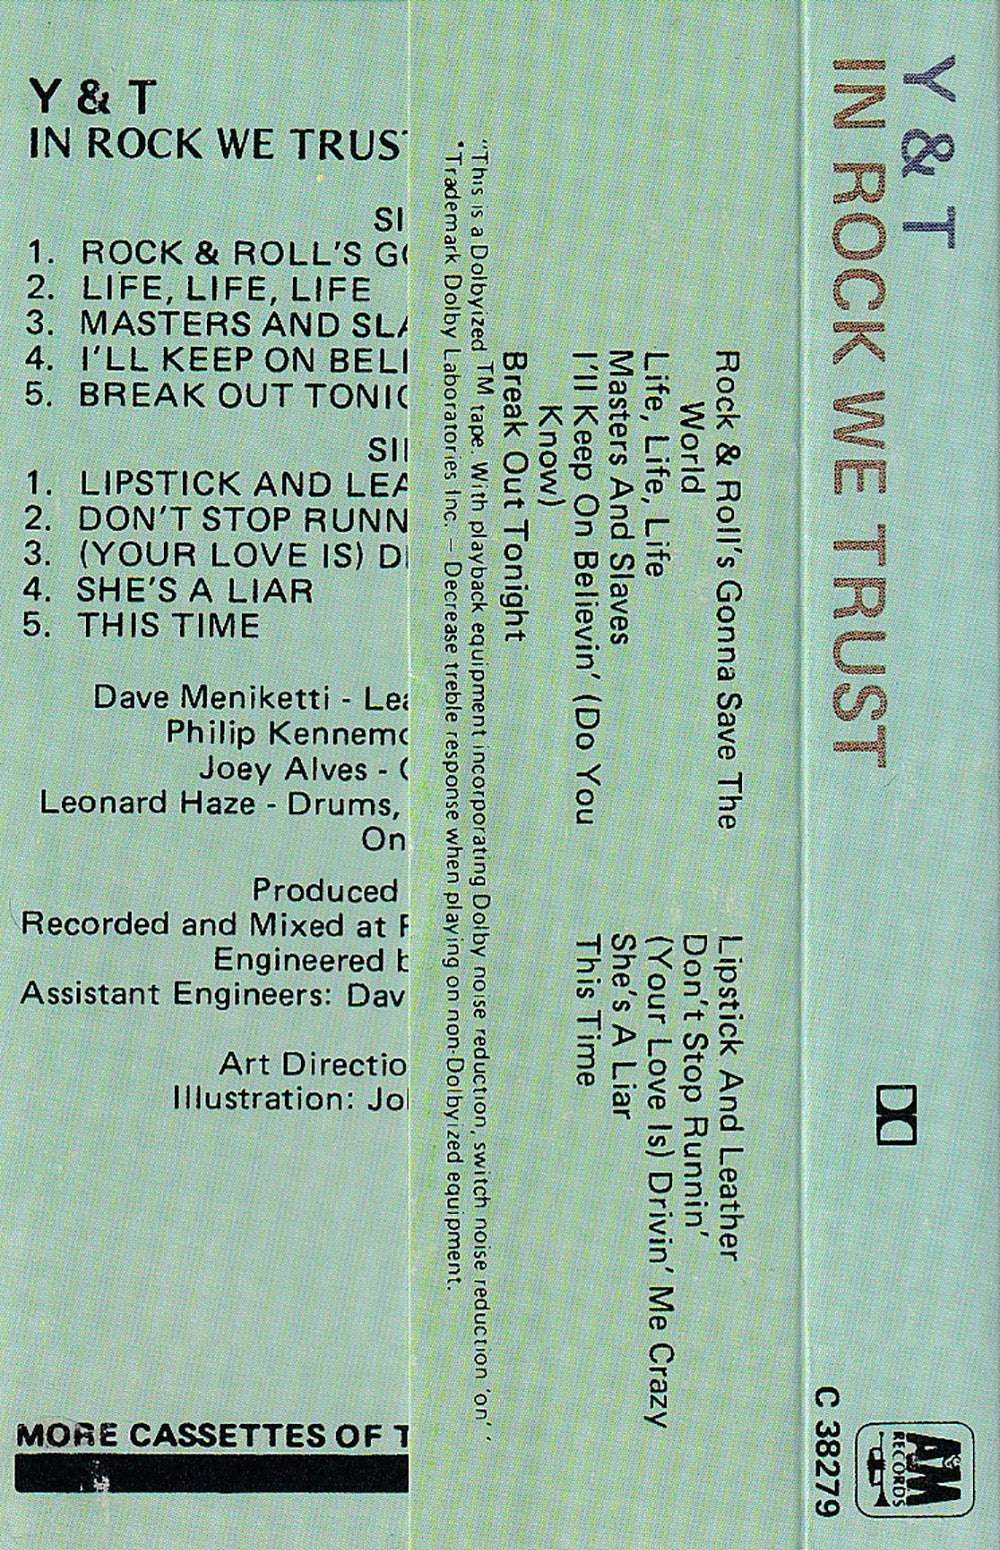 Y & T
IN ROCK WE TRUS
SI
1. ROCK & ROLL'S G
2. LIFE, LIFE, LIFE
3. MASTERS AND SLA
4. I'LL KEEP ON BELI
5. BREAK OUT TONI
SI
1. LIPSTICK AND LEA
2. DON'T STOP RUNN
3. (YOUR LOVE IS) D
4. SHE'S A LIAR
5. THIS TIME
Dave Meniketti - Lea
Philip Kennem
Joey Alves -
Leonard Haze - Drums,
On
Produced
Recorded and Mixed at
Engineered
Assistant Engineers: Dav
Art Directio
Illustration: Jo
MORE CASSETTES OF T
Rock & Roll's Gonna Save The
World
Life, Life, Life
Masters And Slaves
I'll Keep On Believin' (Do You
Know)
Break Out Tonight
Lipstick And Leather
Don't Stop Runnin'
(Your Love Is) Drivin' Me Crazy
She's A Liar
This Time
"This is a Dolbyized TM tape. With playback equipment incorporating Dolby noise reduction, switch noise reduction 'on'.'
*Trademark Dolby Laboratories Inc. – Decrease treble response when playing on non-Dolbyized equipment.
Y & T
IN ROCK WE TRUST
C 38279
A&M
RECORDS